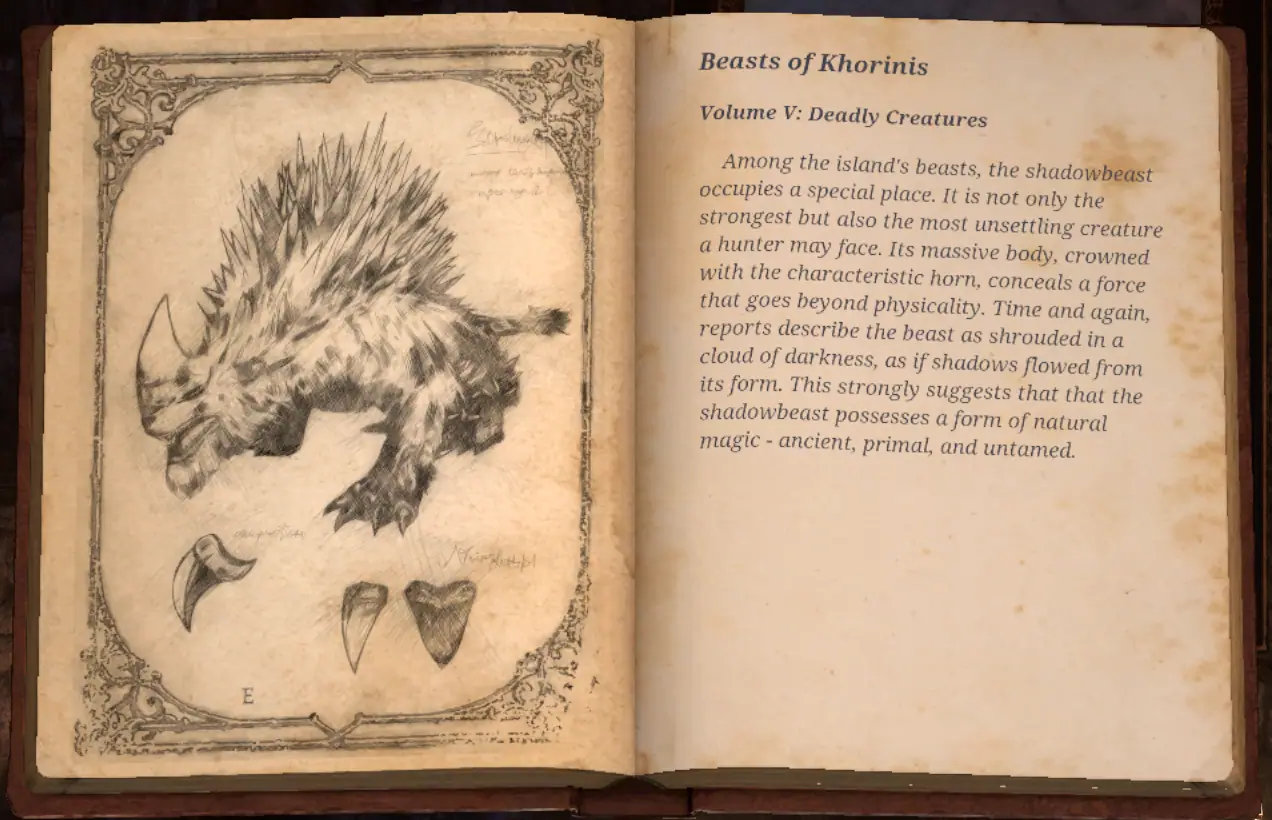 Beasts of Khorinis
Volume V: Deadly Creatures
Among the island's beasts, the shadowbeast
occupies a special place. It is not only the
strongest but also the most unsettling creature
a hunter may face. Its massive body, crowned
with the characteristic horn, conceals a force
that goes beyond physicality. Time and again,
reports describe the beast as shrouded in a
cloud of darkness, as if shadows flowed from
its form. This strongly suggests that that the
shadowbeast possesses a form of natural
magic - ancient, primal, and untamed.
E